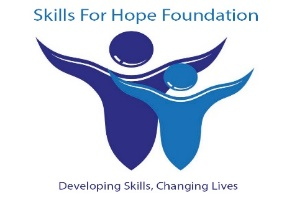 Skills For Hope Foundation
Developing Skills, Changing Lives